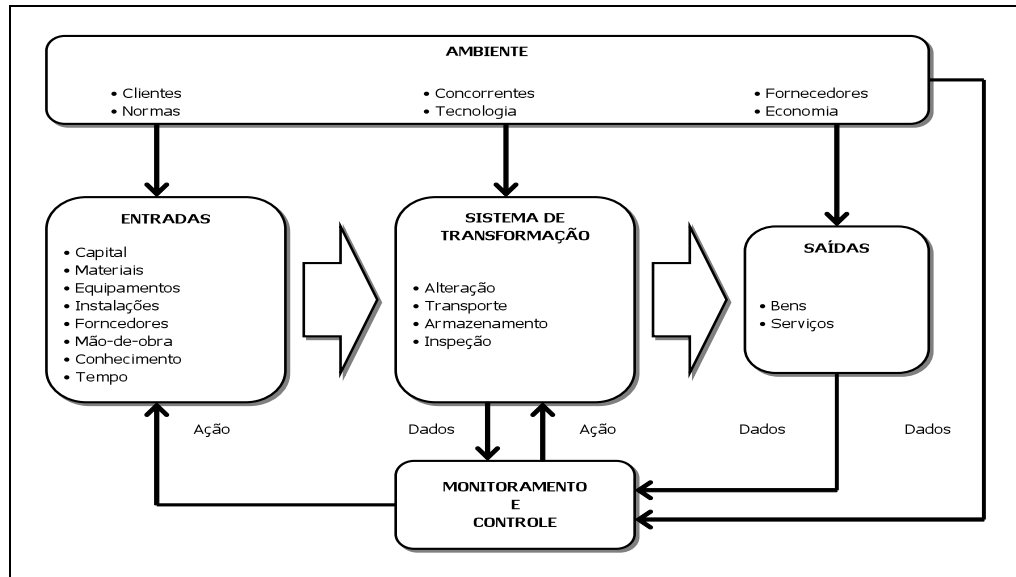 AMBIENTE
• Clientes
• Normas
• Concorrentes
• Tecnologia
• Fornecedores
• Economia
ENTRADAS
• Capital
• Materiais
• Equipamentos
• Instalações
• Forncedores
• Mão-de-obra
• Conhecimento
• Tempo
SISTEMA DE
TRANSFORMAÇÃO
• Alteração
• Transporte
• Armazenamento
• Inspeção
SAÍDAS
• Bens
• Serviços
Ação
Dados
Ação
Dados
Dados
MONITORAMENTO
E
CONTROLE